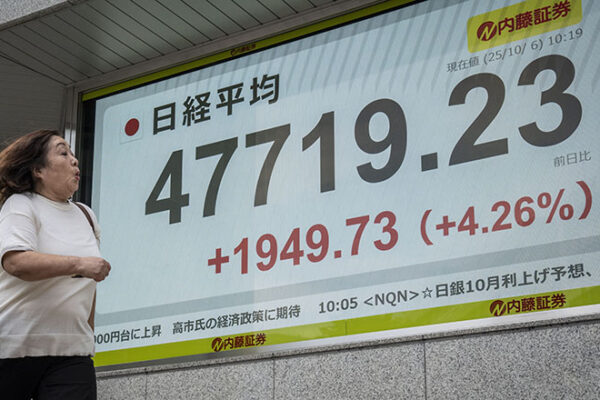 内藤証券
現在値 (25/10/ 6) 10:19
日経平均
47719.23
前日比
+1949.73 (+4.26%)
000円台に上昇 高市氏の経済政策に期待 10:05 <NQN>☆日銀10月利上げ予想、
内藤証券
内藤証券